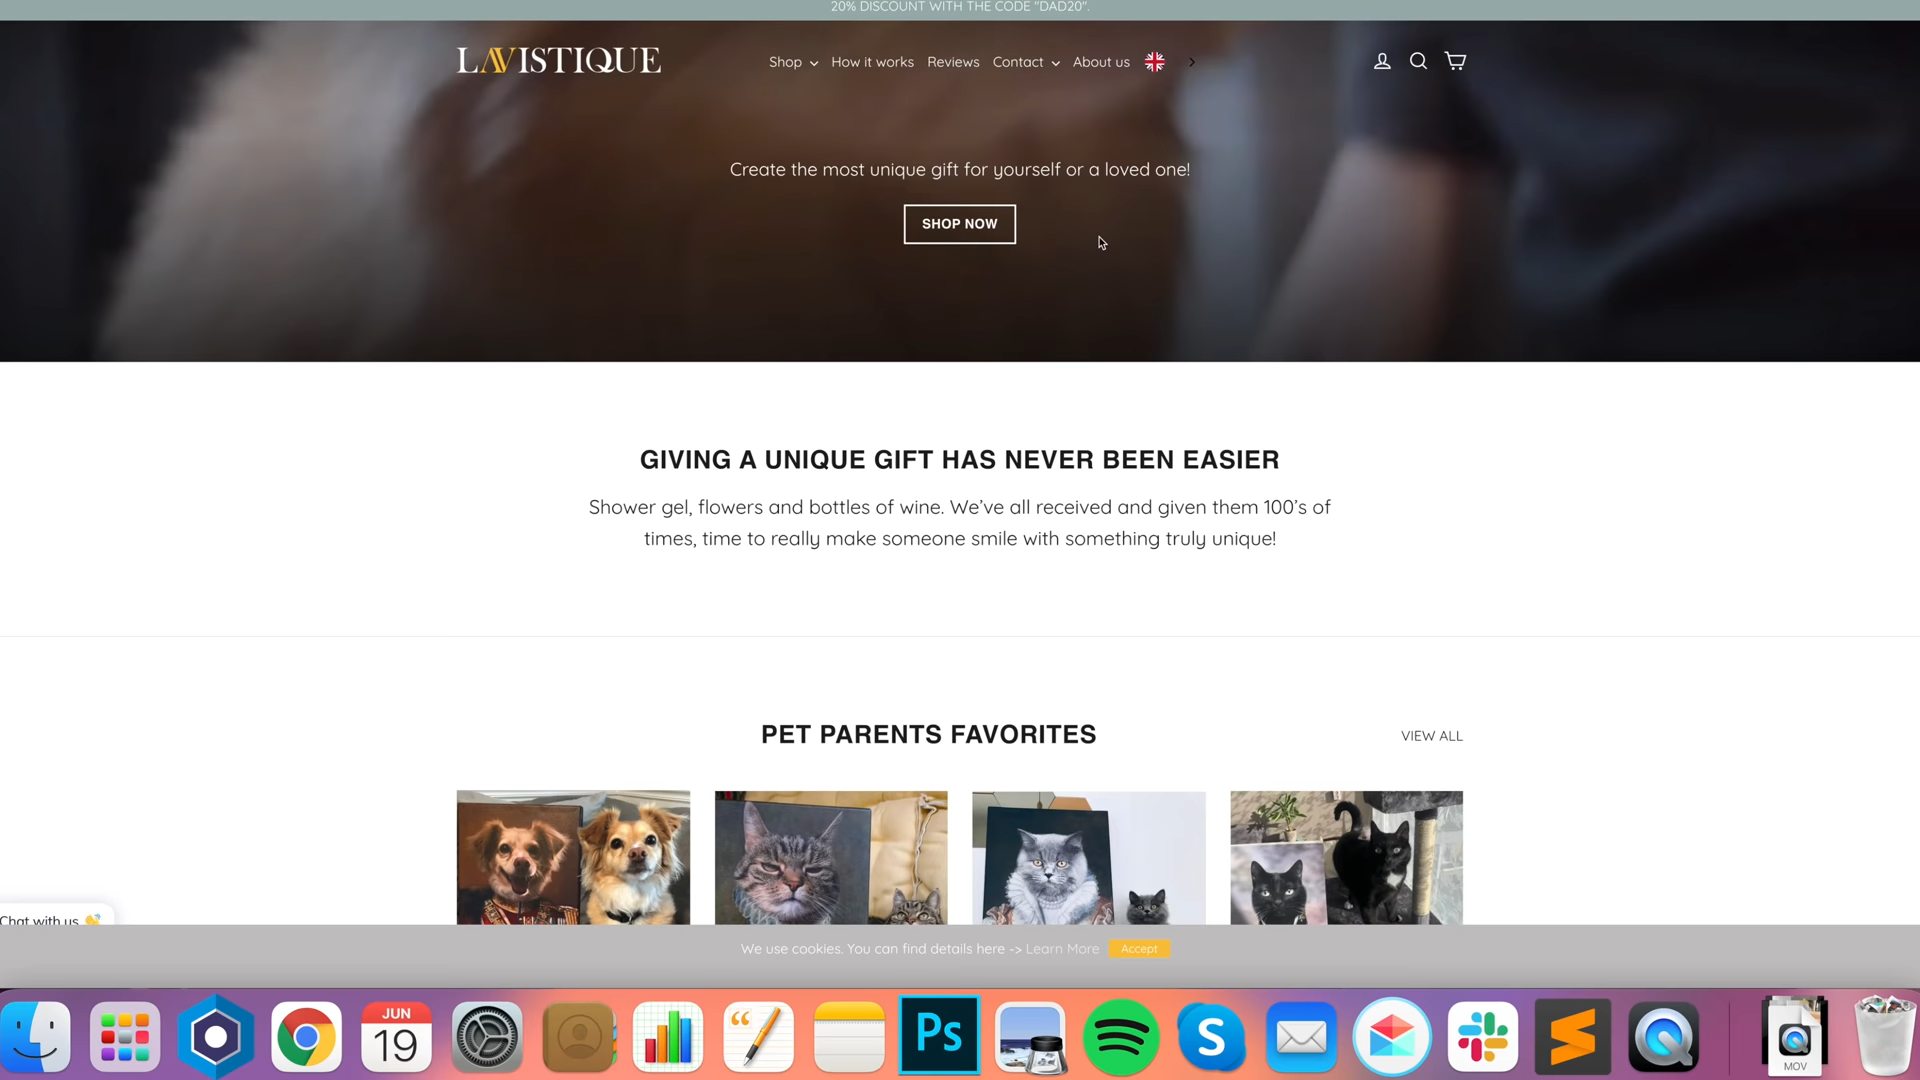 20% DISCOUNT WITH THE CODE "DAD20".
LAVISTIQUE
Shop How it works Reviews Contact About us
Create the most unique gift for yourself or a loved one!
SHOP NOW
GIVING A UNIQUE GIFT HAS NEVER BEEN EASIER
Shower gel, flowers and bottles of wine. We’ve all received and given them 100’s of
times, time to really make someone smile with something truly unique!
PET PARENTS FAVORITES
VIEW ALL
Chat with us 👋
We use cookies. You can find details here -> Learn More Accept
JUN
19
Ps
S
MOV